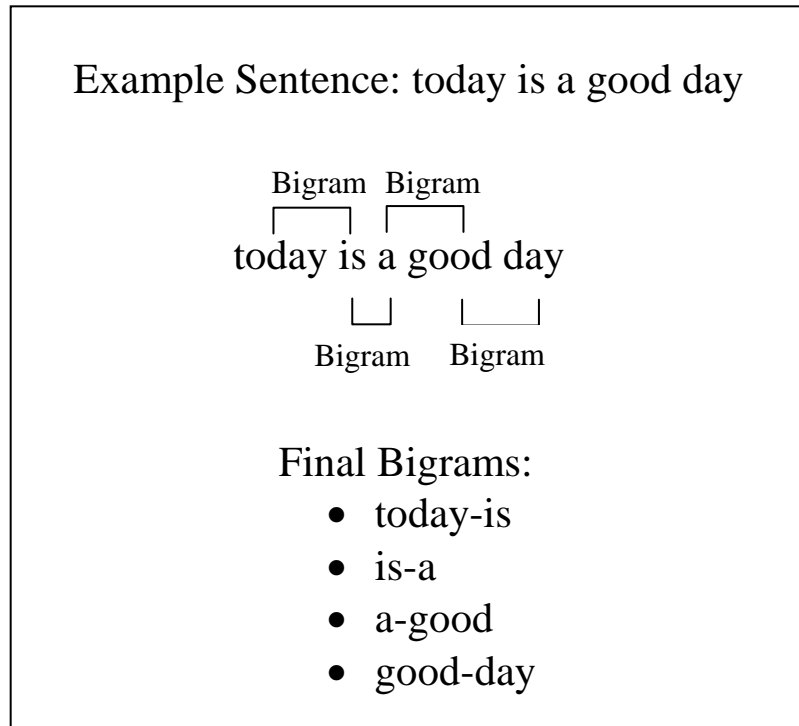 Example Sentence: today is a good day
Bigram Bigram
today is a good day
Bigram Bigram
Final Bigrams:
• today-is
• is-a
• a-good
• good-day